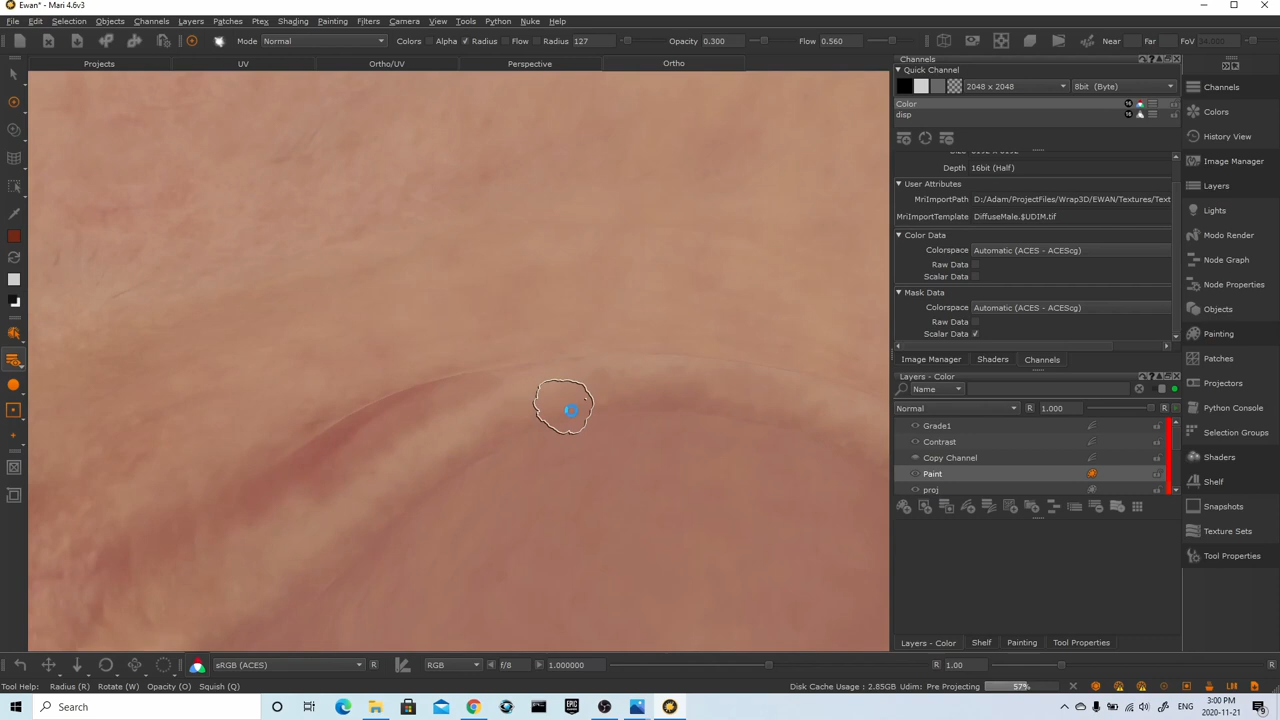 Ewan* - Mari 4.6v3
File Edit Selection Objects Channels Layers Patches Ptex Shading Painting Filters Camera View Tools Python Nuke Help
Mode Normal Colors Alpha Radius Flow Radius 127 Opacity 0.300 Flow 0.560 Near Far FoV 24.000
Projects UV Ortho/UV Perspective Ortho
Channels
Quick Channel
2048 x 2048 8bit (Byte)
Color
disp
Depth 16bit (Half)
User Attributes
MriImportPath D:/Adam/ProjectFiles/Wrap3D/EWAN/Textures/Text
MriImportTemplate DiffuseMale.$UDIM.tif
Color Data
Colorspace Automatic (ACES - ACEScg)
Raw Data
Scalar Data
Mask Data
Colorspace Automatic (ACES - ACEScg)
Raw Data
Scalar Data
Image Manager Shaders Channels
Layers - Color
Name
Normal R 1.000 R
Grade1
Contrast
Copy Channel
Paint
proj
Layers - Color Shelf Painting Tool Properties
Channels
Colors
History View
Image Manager
Layers
Lights
Modo Render
Node Graph
Node Properties
Objects
Painting
Patches
Projectors
Python Console
Selection Groups
Shaders
Shelf
Snapshots
Texture Sets
Tool Properties
sRGB (ACES) R RGB f/8 1.000000 R 1.00 R
Tool Help: Radius (R) Rotate (W) Opacity (O) Squish (Q) Disk Cache Usage : 2.85GB Udim: Pre Projecting 57%
Search
ENG
3:00 PM
2020-11-21